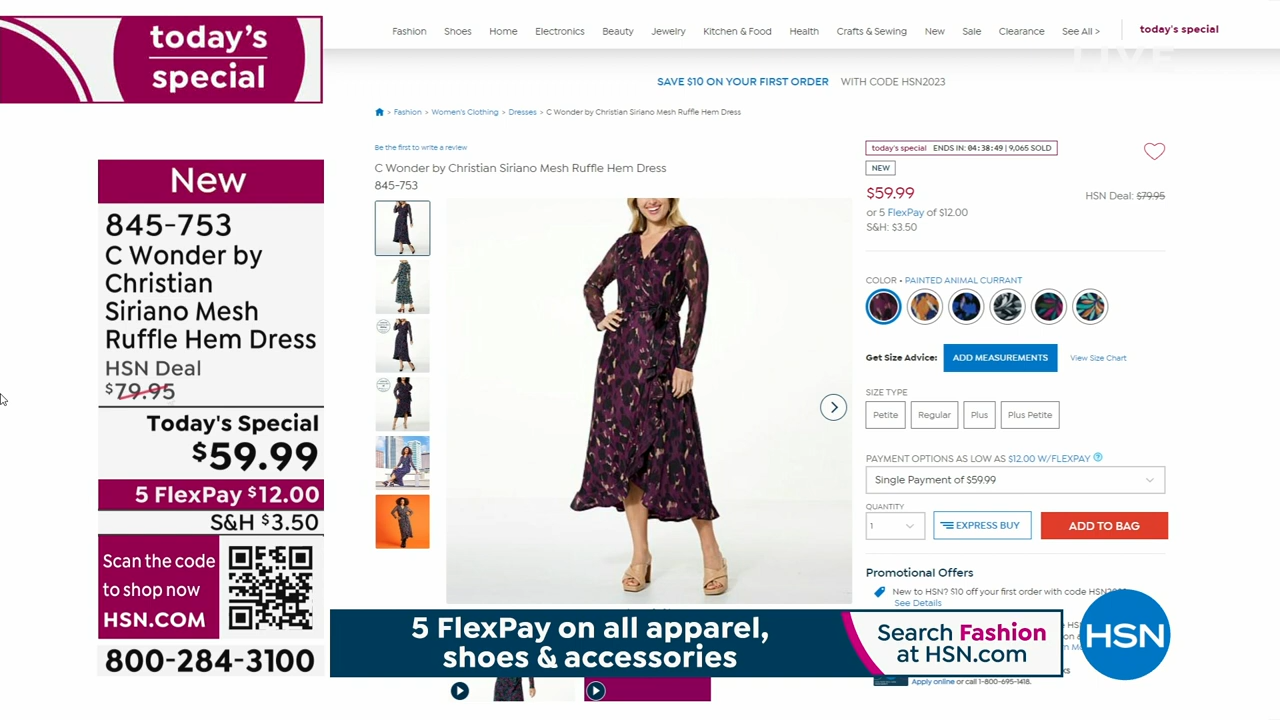 today's
special
Fashion Shoes Home Electronics Beauty Jewelry Kitchen & Food Health Crafts & Sewing New Sale Clearance See All > today's special
LIVE
SAVE $10 ON YOUR FIRST ORDER WITH CODE HSN2023
> Fashion > Women's Clothing > Dresses > C Wonder by Christian Siriano Mesh Ruffle Hem Dress
New
845-753
C Wonder by
Christian
Siriano Mesh
Ruffle Hem Dress
HSN Deal
$79.95
Today's Special
$59.99
5 FlexPay $12.00
S&H $3.50
Scan the code
to shop now
HSN.COM
800-284-3100
Be the first to write a review
C Wonder by Christian Siriano Mesh Ruffle Hem Dress
845-753
today's special ENDS IN: 04:38:49 | 9,065 SOLD
NEW
$59.99 HSN Deal: $79.95
or 5 FlexPay of $12.00
S&H: $3.50
COLOR • PAINTED ANIMAL CURRANT
Get Size Advice: ADD MEASUREMENTS View Size Chart
SIZE TYPE
Petite Regular Plus Plus Petite
PAYMENT OPTIONS AS LOW AS $12.00 W/FLEXPAY ?
Single Payment of $59.99
QUANTITY
1 EXPRESS BUY ADD TO BAG
Promotional Offers
New to HSN? $10 off your first order with code
See Details
5 FlexPay on all apparel,
shoes & accessories
Search Fashion
at HSN.com
HSN
Apply online or call 1-800-695-1418.